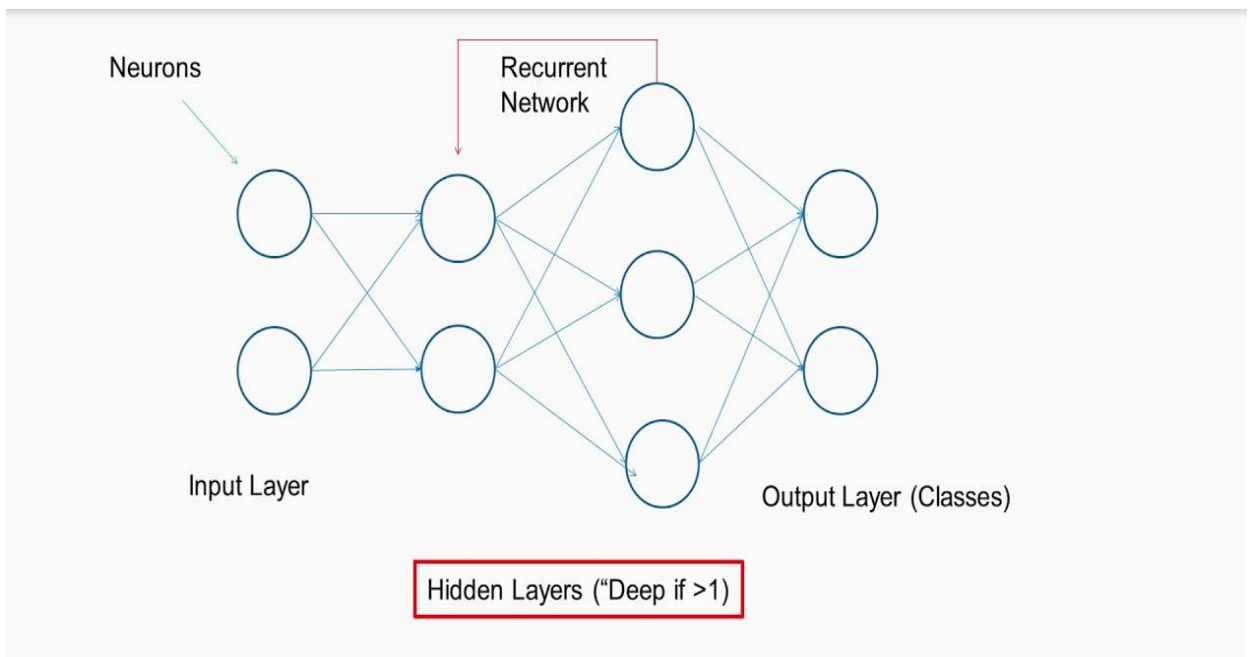 Neurons
Recurrent
Network
Input Layer
Output Layer (Classes)
Hidden Layers (“Deep if >1)